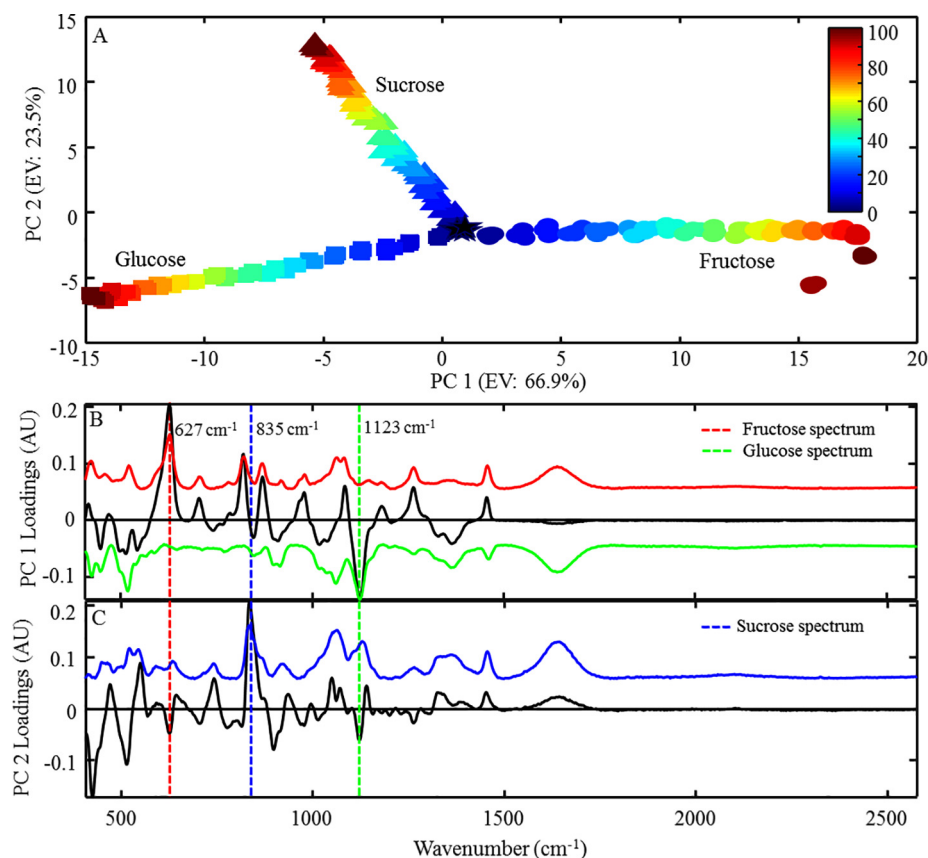 A
15
10
5
0
-5
-10
PC 2 (EV: 23.5%)
Sucrose
Glucose
Fructose
100
80
60
40
20
0
-15
-10
-5
0
5
10
15
20
PC 1 (EV: 66.9%)
B
0.2
0.1
0
-0.1
PC 1 Loadings (AU)
627 cm-1
835 cm-1
1123 cm-1
Fructose spectrum
Glucose spectrum
C
0.2
0.1
0
-0.1
PC 2 Loadings (AU)
Sucrose spectrum
500
1000
1500
2000
2500
Wavenumber (cm-1)